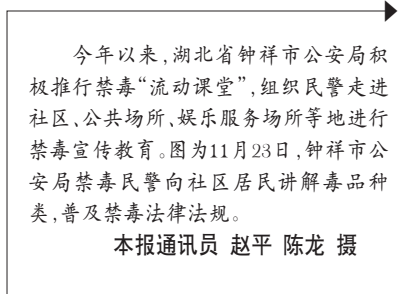 今年以来,湖北省钟祥市公安局积
极推行禁毒“流动课堂”,组织民警走进
社区、公共场所、娱乐服务场所等地进行
禁毒宣传教育。图为11月23日,钟祥市公
安局禁毒民警向社区居民讲解毒品种
类,普及禁毒法律法规。
本报通讯员 赵平 陈龙 摄